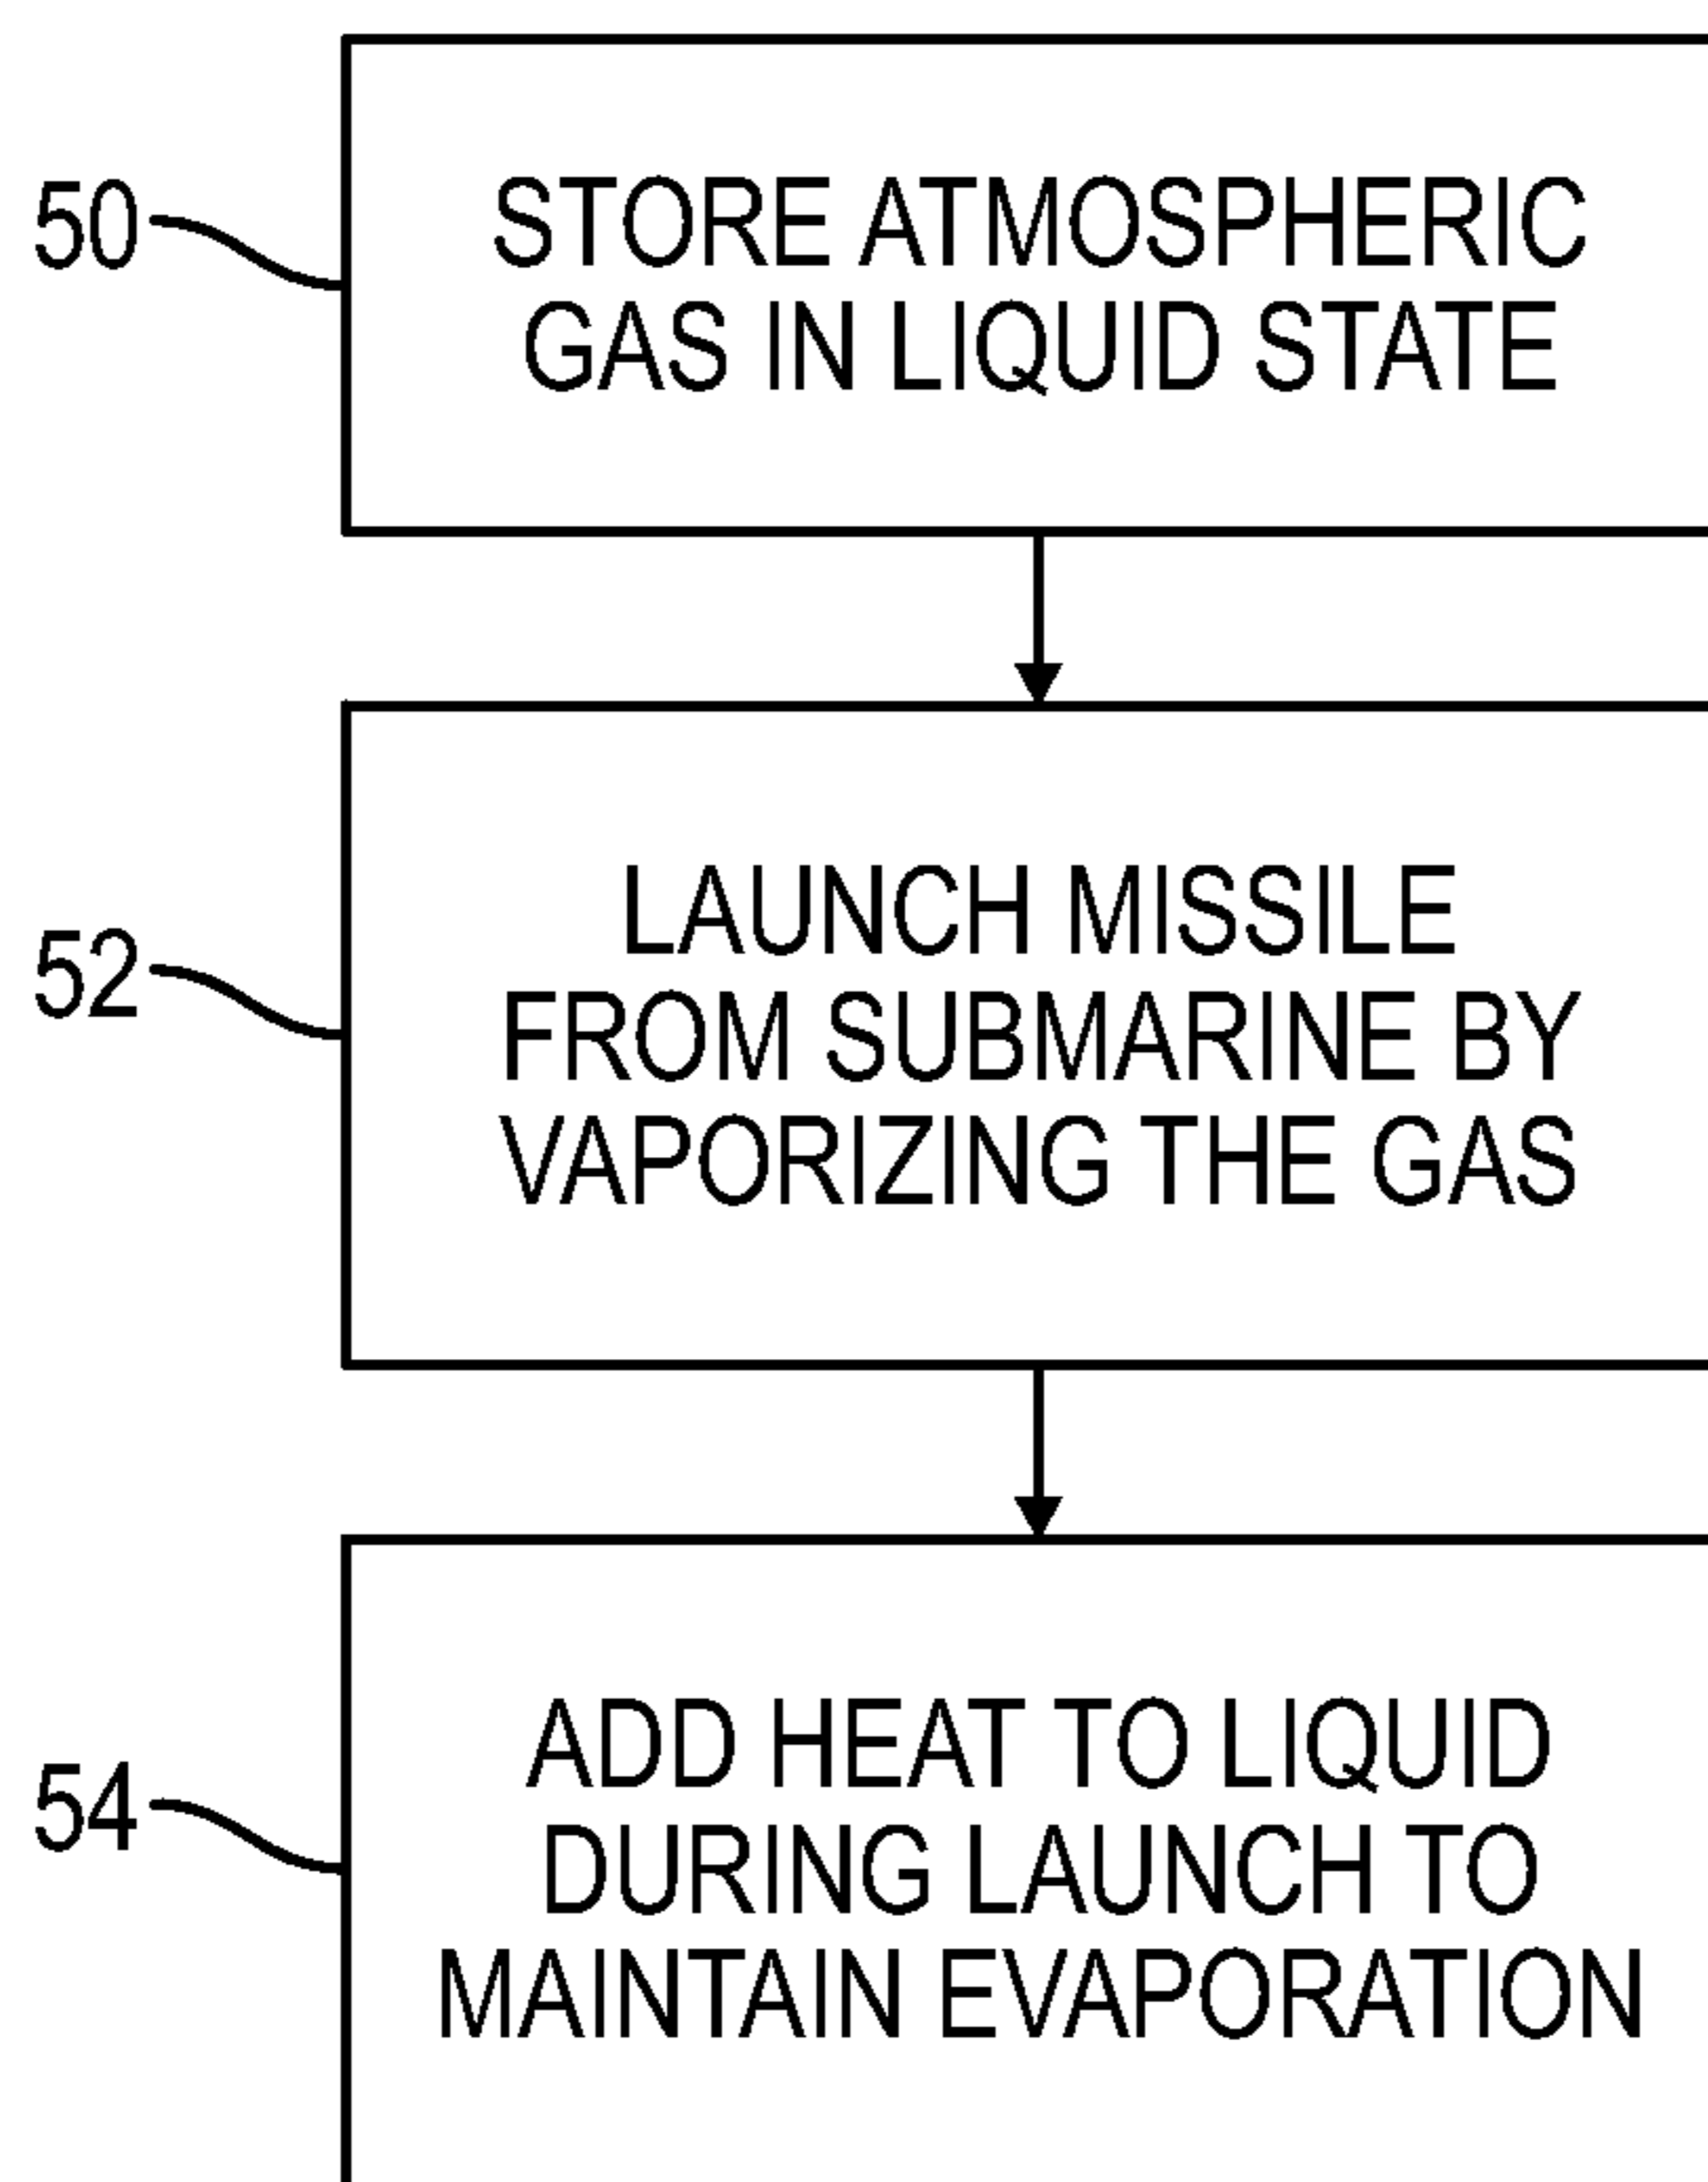 50
STORE ATMOSPHERIC
GAS IN LIQUID STATE
52
LAUNCH MISSILE
FROM SUBMARINE BY
VAPORIZING THE GAS
54
ADD HEAT TO LIQUID
DURING LAUNCH TO
MAINTAIN EVAPORATION